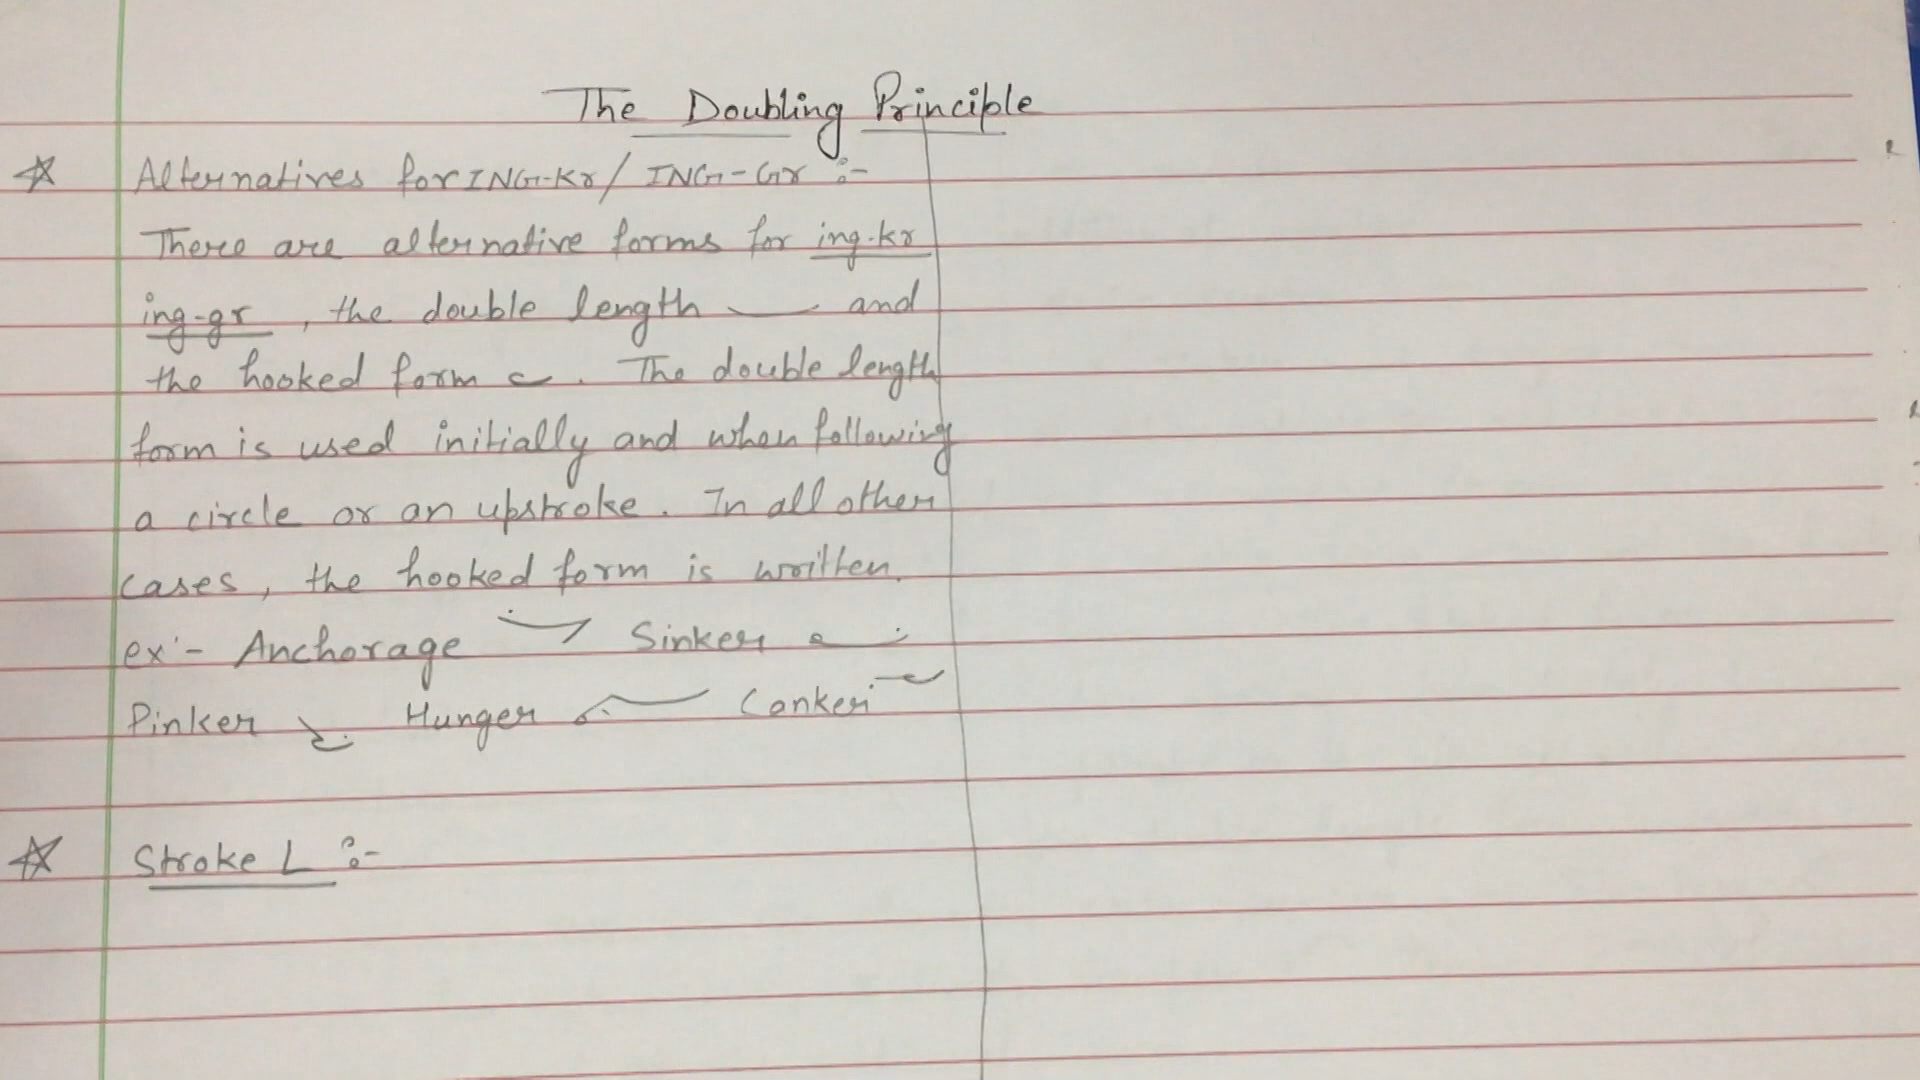 The Doubling Principle
☆ Alternatives for ING-Kr / ING-Gr :-
There are alternative forms for ing-kr
ing-gr, the double length and
the hooked form. The double length
form is used initially and when following
a circle or an upstroke. In all other
cases, the hooked form is written.
ex:- Anchorage Sinker
Pinker Hunger Conker
☆ Stroke L :-